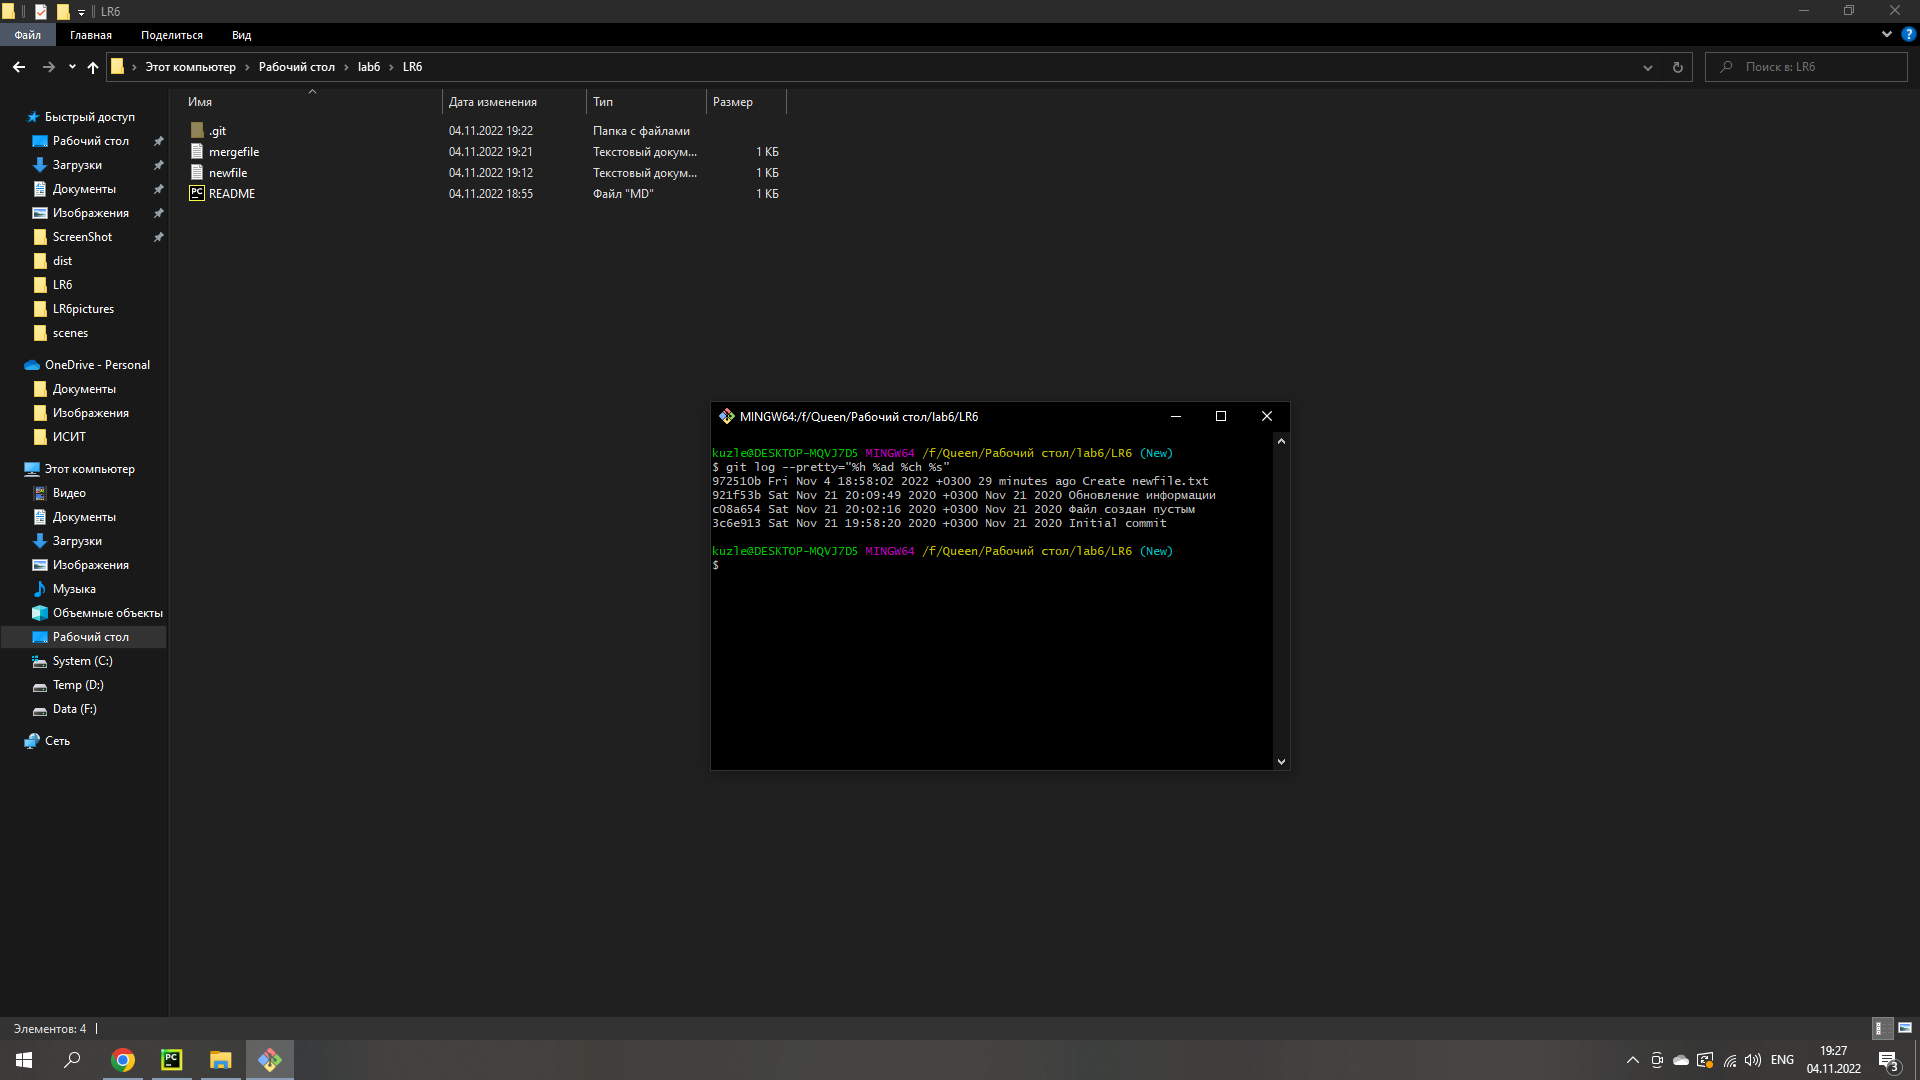 LR6
Файл Главная Поделиться Вид
Этот компьютер Рабочий стол lab6 LR6
Поиск в: LR6
Имя Дата изменения Тип Размер
.git 04.11.2022 19:22 Папка с файлами
mergefile 04.11.2022 19:21 Текстовый докум... 1 КБ
newfile 04.11.2022 19:12 Текстовый докум... 1 КБ
README 04.11.2022 18:55 Файл "MD" 1 КБ
Быстрый доступ
Рабочий стол
Загрузки
Документы
Изображения
ScreenShot
dist
LR6
LR6pictures
scenes
OneDrive - Personal
Документы
Изображения
ИСИТ
Этот компьютер
Видео
Документы
Загрузки
Изображения
Музыка
Объемные объекты
Рабочий стол
System (C:)
Temp (D:)
Data (F:)
Сеть
MINGW64:/f/Queen/Рабочий стол/lab6/LR6
kuzle@DESKTOP-MQVJ7D5 MINGW64 /f/Queen/Рабочий стол/lab6/LR6 (New)
$ git log --pretty="%h %ad %ch %s"
972510b Fri Nov 4 18:58:02 2022 +0300 29 minutes ago Create newfile.txt
921f53b Sat Nov 21 20:09:49 2020 +0300 Nov 21 2020 Обновление информации
c08a654 Sat Nov 21 20:02:16 2020 +0300 Nov 21 2020 Файл создан пустым
3c6e913 Sat Nov 21 19:58:20 2020 +0300 Nov 21 2020 Initial commit
kuzle@DESKTOP-MQVJ7D5 MINGW64 /f/Queen/Рабочий стол/lab6/LR6 (New)
$
Элементов: 4
PC
ENG
19:27
04.11.2022
3